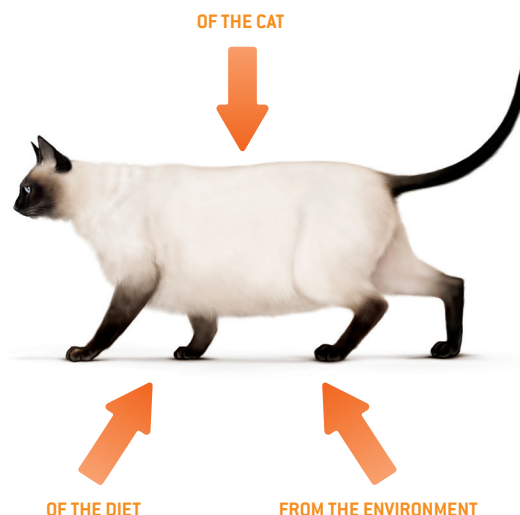 OF THE CAT
OF THE DIET
FROM THE ENVIRONMENT